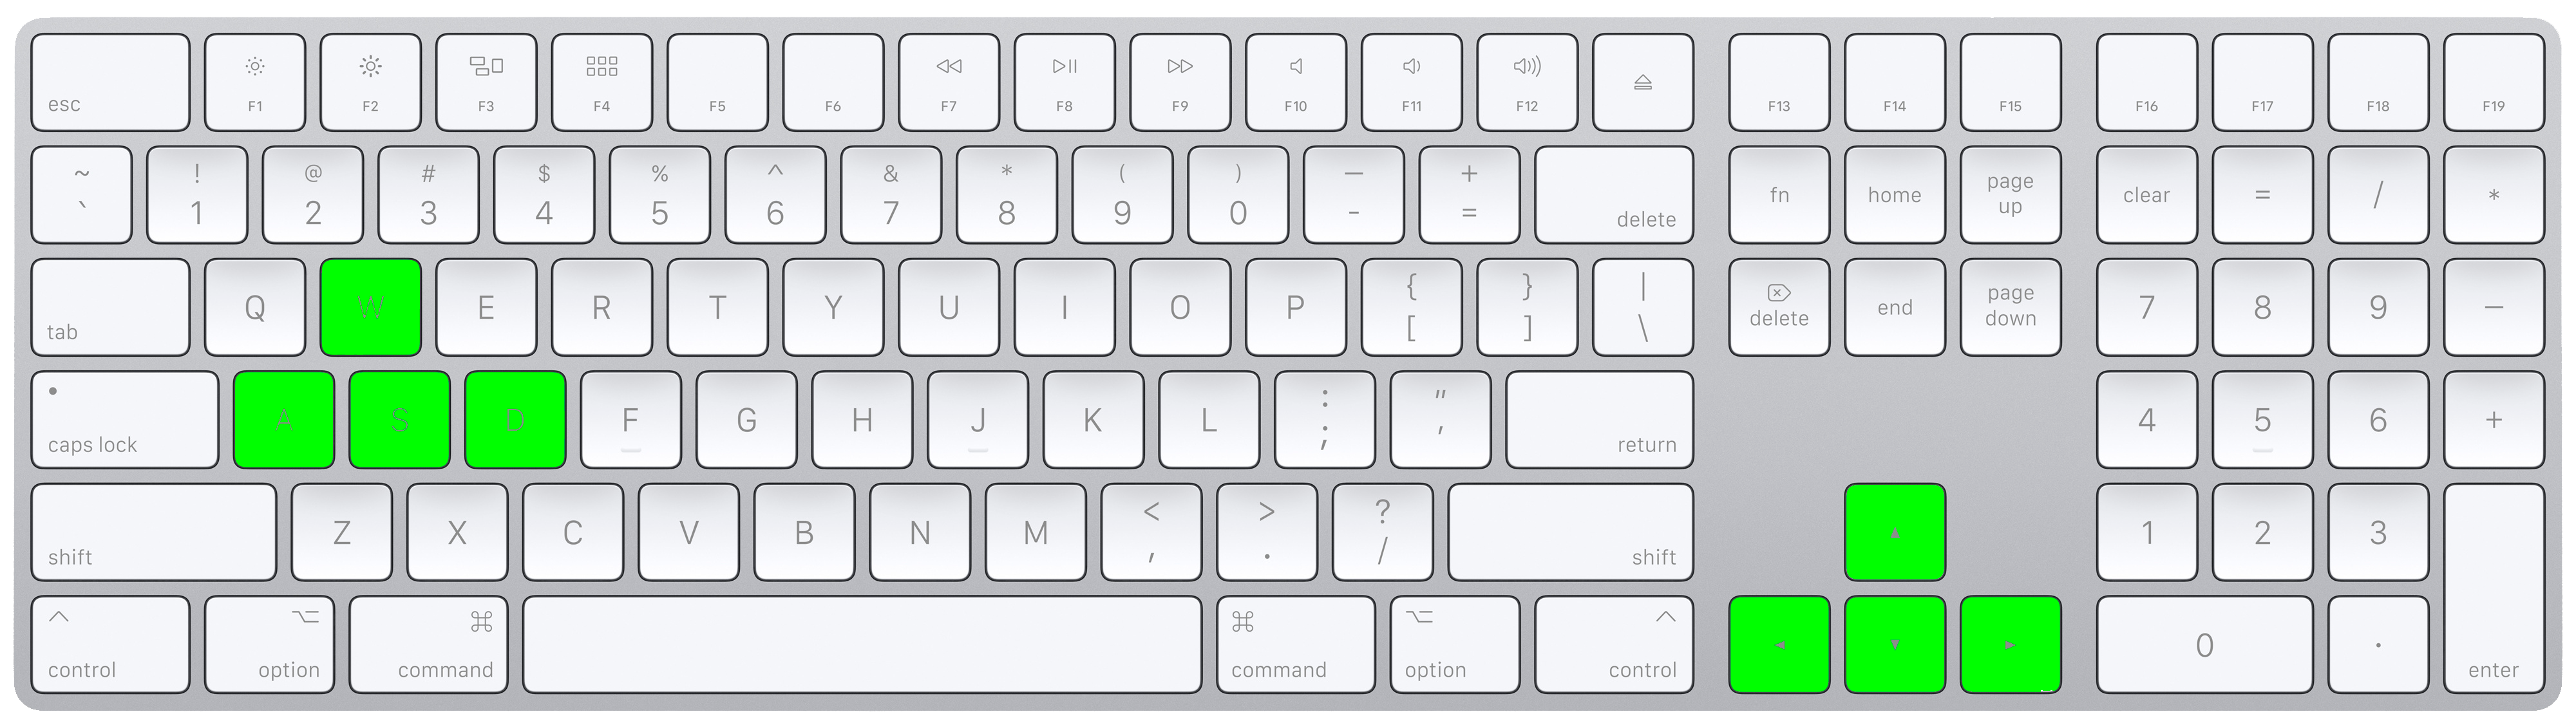 esc F1 F2 F3 F4 F5 F6 F7 F8 F9 F10 F11 F12 F13 F14 F15 F16 F17 F18 F19
~ ! @ # $ % ^ & * ( ) — +
` 1 2 3 4 5 6 7 8 9 0 - = delete fn home page up clear = / *
tab Q W E R T Y U I O P { [ } ] | \ delete end page down 7 8 9 —
caps lock A S D F G H J K L : ; " ' return 4 5 6 +
shift Z X C V B N M < , > . ? / shift ▲ 1 2 3
control option command command option control ◄ ▼ ► 0 . enter